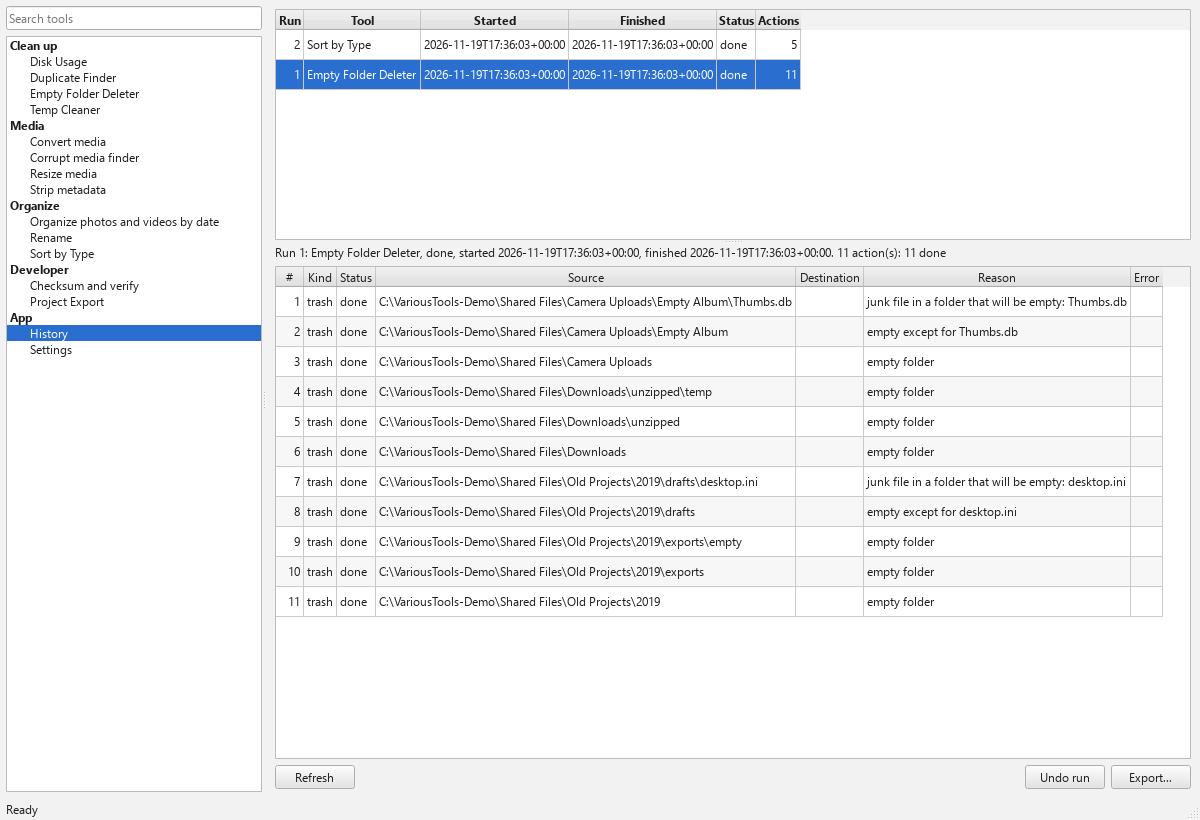 Search tools
Clean up
Disk Usage
Duplicate Finder
Empty Folder Deleter
Temp Cleaner
Media
Convert media
Corrupt media finder
Resize media
Strip metadata
Organize
Organize photos and videos by date
Rename
Sort by Type
Developer
Checksum and verify
Project Export
App
History
Settings
Run Tool Started Finished Status Actions
2 Sort by Type 2026-11-19T17:36:03+00:00 2026-11-19T17:36:03+00:00 done 5
1 Empty Folder Deleter 2026-11-19T17:36:03+00:00 2026-11-19T17:36:03+00:00 done 11
Run 1: Empty Folder Deleter, done, started 2026-11-19T17:36:03+00:00, finished 2026-11-19T17:36:03+00:00. 11 action(s): 11 done
# Kind Status Source Destination Reason Error
1 trash done C:\VariousTools-Demo\Shared Files\Camera Uploads\Empty Album\Thumbs.db junk file in a folder that will be empty: Thumbs.db
2 trash done C:\VariousTools-Demo\Shared Files\Camera Uploads\Empty Album empty except for Thumbs.db
3 trash done C:\VariousTools-Demo\Shared Files\Camera Uploads empty folder
4 trash done C:\VariousTools-Demo\Shared Files\Downloads\unzipped\temp empty folder
5 trash done C:\VariousTools-Demo\Shared Files\Downloads\unzipped empty folder
6 trash done C:\VariousTools-Demo\Shared Files\Downloads empty folder
7 trash done C:\VariousTools-Demo\Shared Files\Old Projects\2019\drafts\desktop.ini junk file in a folder that will be empty: desktop.ini
8 trash done C:\VariousTools-Demo\Shared Files\Old Projects\2019\drafts empty except for desktop.ini
9 trash done C:\VariousTools-Demo\Shared Files\Old Projects\2019\exports\empty empty folder
10 trash done C:\VariousTools-Demo\Shared Files\Old Projects\2019\exports empty folder
11 trash done C:\VariousTools-Demo\Shared Files\Old Projects\2019 empty folder
Refresh Undo run Export...
Ready